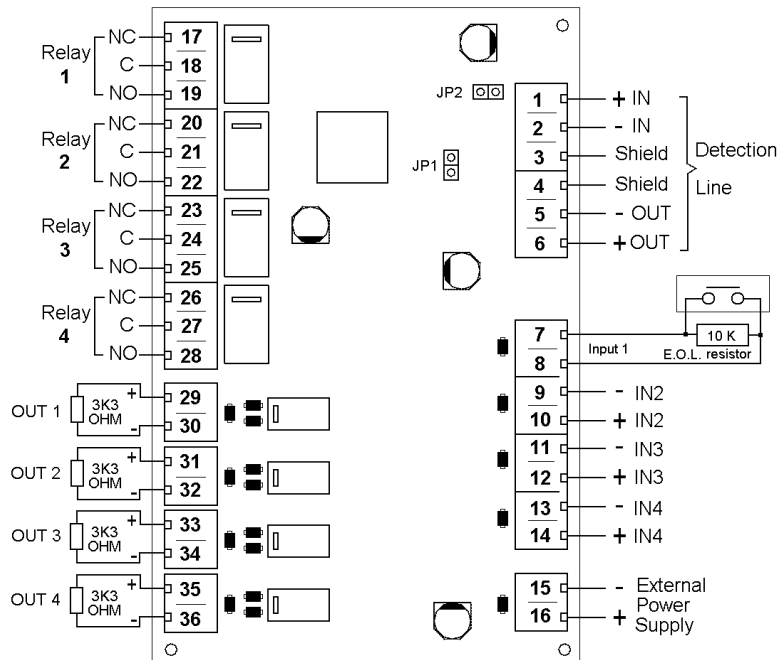 Relay 1
NC 17
C 18
NO 19
Relay 2
NC 20
C 21
NO 22
Relay 3
NC 23
C 24
NO 25
Relay 4
NC 26
C 27
NO 28
OUT 1
3K3 OHM
+ 29
- 30
OUT 2
3K3 OHM
+ 31
- 32
OUT 3
3K3 OHM
+ 33
- 34
OUT 4
3K3 OHM
+ 35
- 36
JP2
JP1
1 + IN
2 - IN
3 Shield
4 Shield
5 - OUT
6 + OUT
Detection
Line
7
8
Input 1
10 K
E.O.L. resistor
9 - IN2
10 + IN2
11 - IN3
12 + IN3
13 - IN4
14 + IN4
15 -
16 +
External
Power
Supply